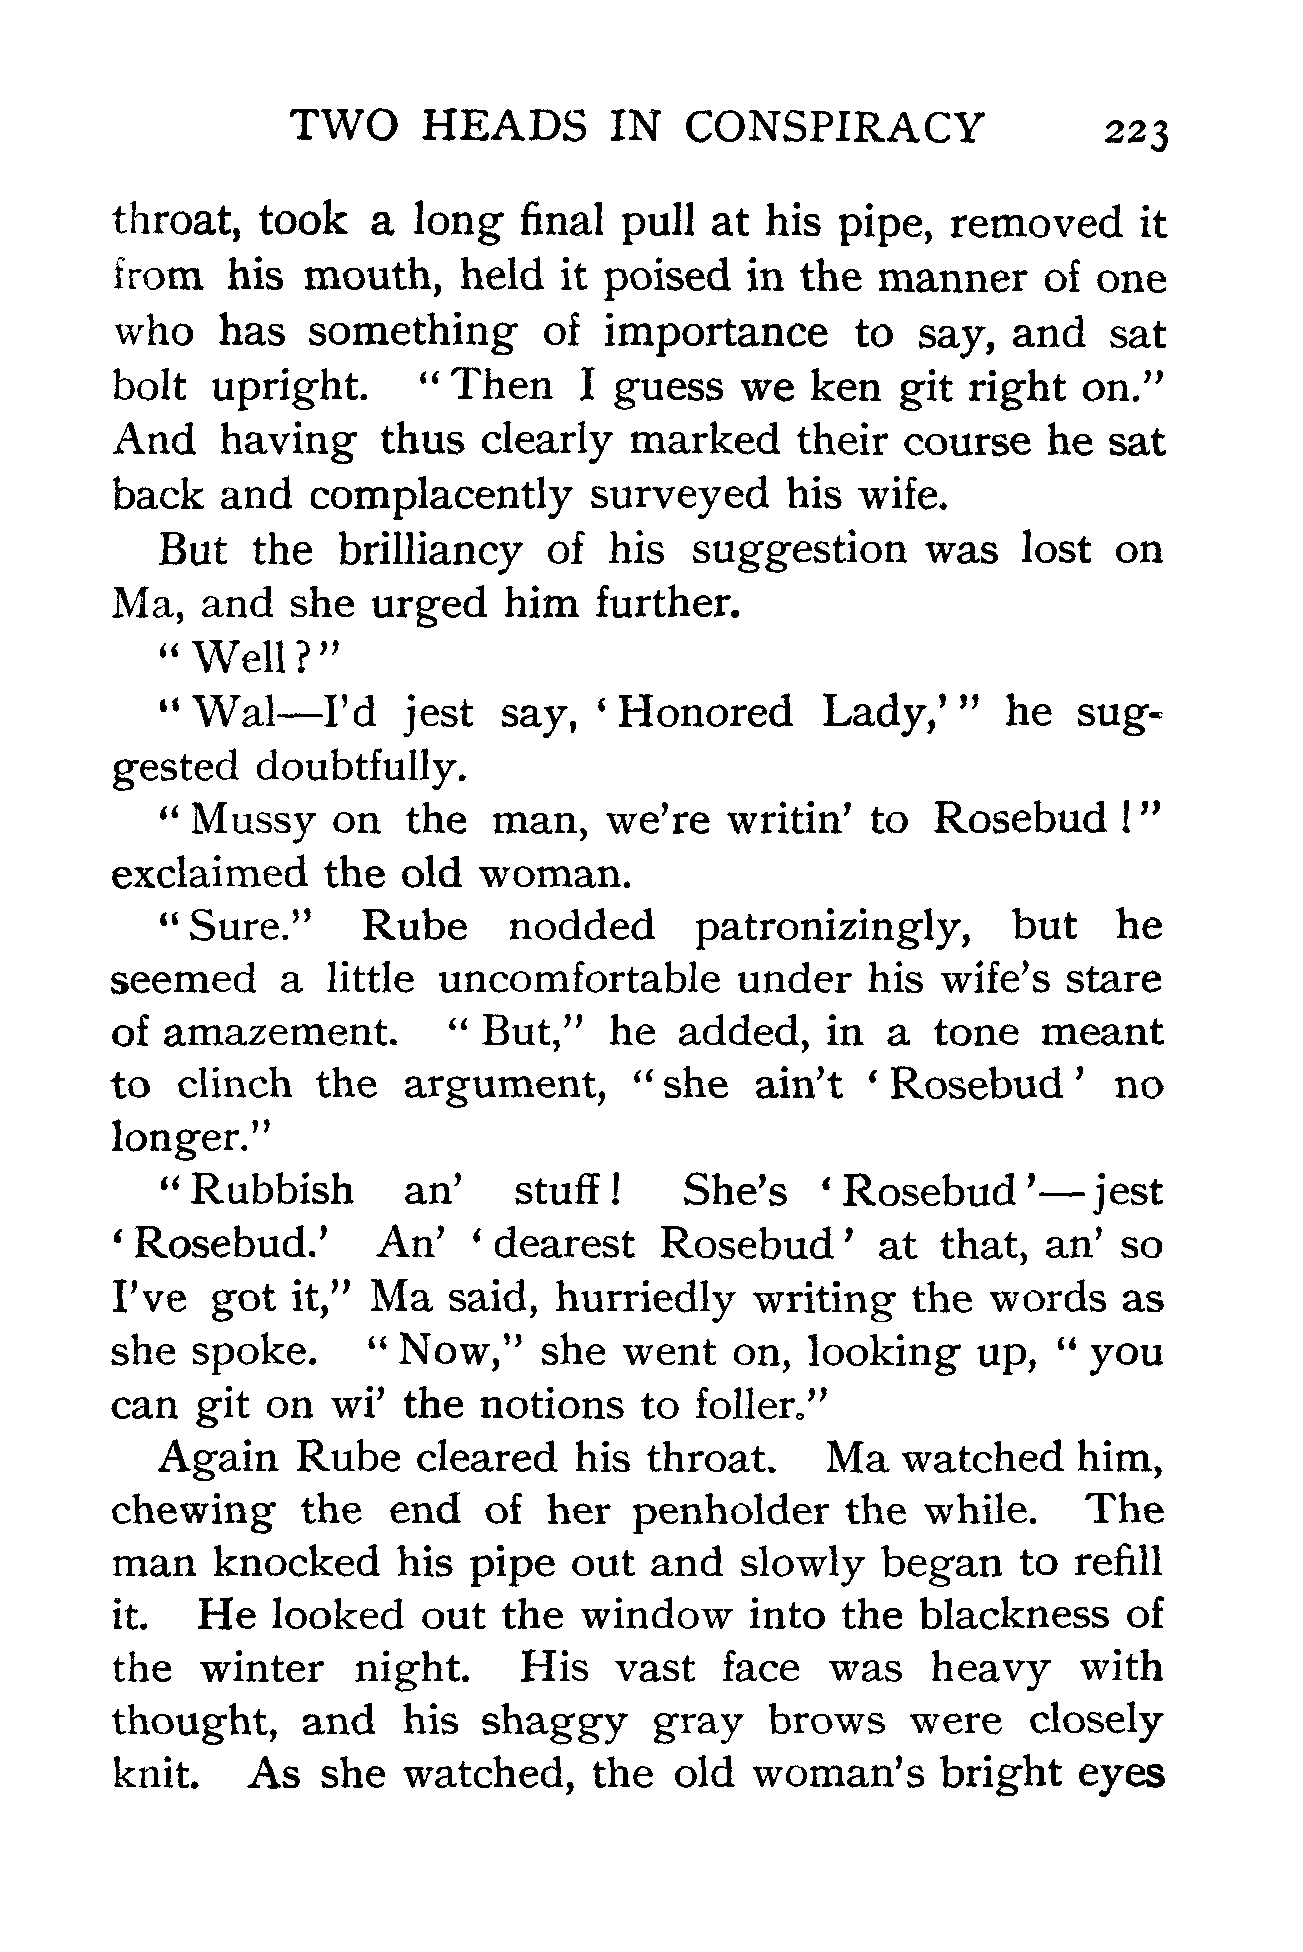 TWO HEADS IN CONSPIRACY 223
throat, took a long final pull at his pipe, removed it
from his mouth, held it poised in the manner of one
who has something of importance to say, and sat
bolt upright. “Then I guess we ken git right on.”
And having thus clearly marked their course he sat
back and complacently surveyed his wife.
But the brilliancy of his suggestion was lost on
Ma, and she urged him further.
“Well?”
“Wal—I’d jest say, ‘Honored Lady,’” he sug-
gested doubtfully.
“Mussy on the man, we’re writin’ to Rosebud!”
exclaimed the old woman.
“Sure.” Rube nodded patronizingly, but he
seemed a little uncomfortable under his wife’s stare
of amazement. “But,” he added, in a tone meant
to clinch the argument, “she ain’t ‘Rosebud’ no
longer.”
“Rubbish an’ stuff! She’s ‘Rosebud’—jest
‘Rosebud.’ An’ ‘dearest Rosebud’ at that, an’ so
I’ve got it,” Ma said, hurriedly writing the words as
she spoke. “Now,” she went on, looking up, “you
can git on wi’ the notions to foller.”
Again Rube cleared his throat. Ma watched him,
chewing the end of her penholder the while. The
man knocked his pipe out and slowly began to refill
it. He looked out the window into the blackness of
the winter night. His vast face was heavy with
thought, and his shaggy gray brows were closely
knit. As she watched, the old woman’s bright eyes